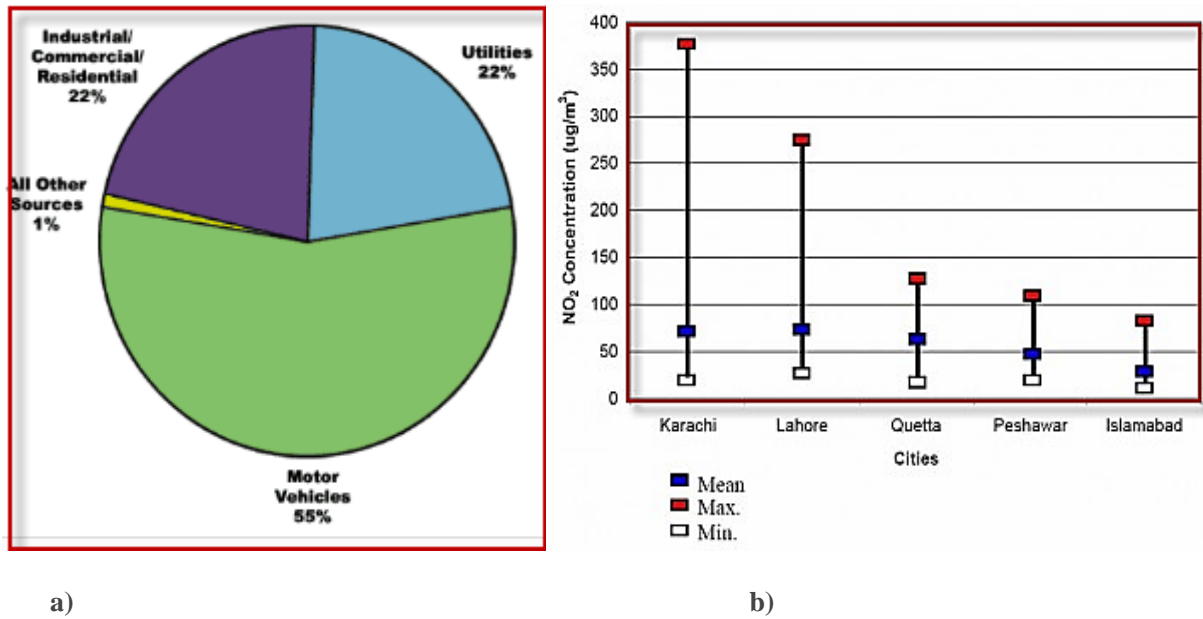 Industrial/
Commercial/
Residential
22%
Utilities
22%
All Other
Sources
1%
Motor
Vehicles
55%
a)
400
350
300
250
200
150
100
50
0
NO₂ Concentration (ug/m³)
Karachi Lahore Quetta Peshawar Islamabad
Cities
Mean
Max.
Min.
b)